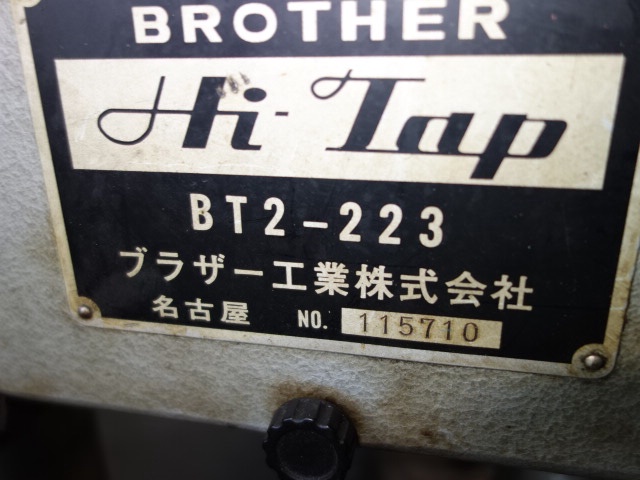 BROTHER
Hi-Tap
BT2-223
ブラザー工業株式会社
名古屋 NO. 115710